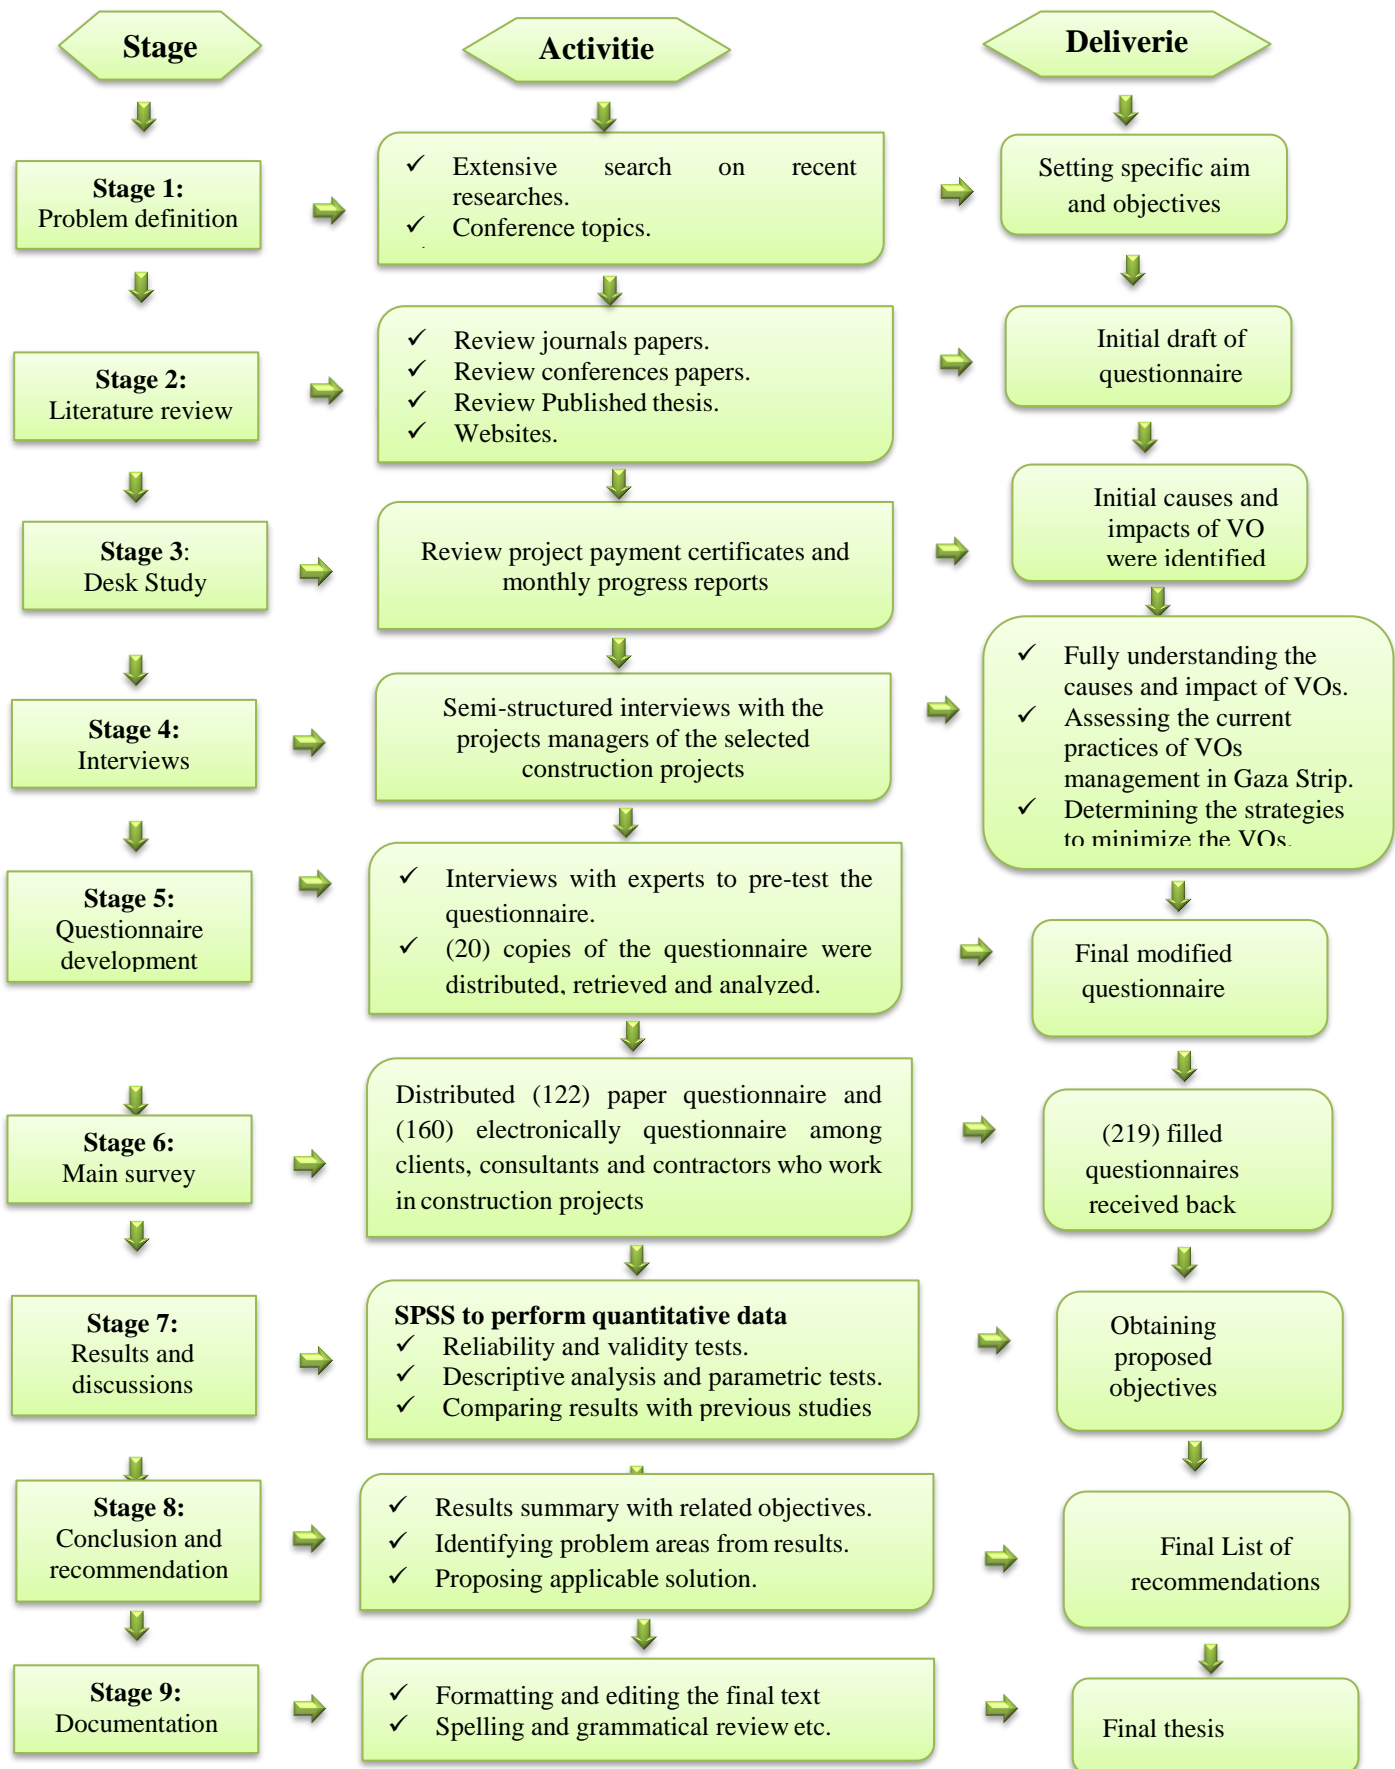 Stage
Activitie
Deliverie
Stage 1:
Problem definition
✓ Extensive search on recent
researches.
✓ Conference topics.
Setting specific aim
and objectives
Stage 2:
Literature review
✓ Review journals papers.
✓ Review conferences papers.
✓ Review Published thesis.
✓ Websites.
Initial draft of
questionnaire
Stage 3:
Desk Study
Review project payment certificates and
monthly progress reports
Initial causes and
impacts of VO
were identified
Stage 4:
Interviews
Semi-structured interviews with the
projects managers of the selected
construction projects
✓ Fully understanding the
causes and impact of VOs.
✓ Assessing the current
practices of VOs
management in Gaza Strip.
✓ Determining the strategies
to minimize the VOs.
Stage 5:
Questionnaire
development
✓ Interviews with experts to pre-test the
questionnaire.
✓ (20) copies of the questionnaire were
distributed, retrieved and analyzed.
Final modified
questionnaire
Stage 6:
Main survey
Distributed (122) paper questionnaire and
(160) electronically questionnaire among
clients, consultants and contractors who work
in construction projects
(219) filled
questionnaires
received back
Stage 7:
Results and
discussions
SPSS to perform quantitative data
✓ Reliability and validity tests.
✓ Descriptive analysis and parametric tests.
✓ Comparing results with previous studies
Obtaining
proposed
objectives
Stage 8:
Conclusion and
recommendation
✓ Results summary with related objectives.
✓ Identifying problem areas from results.
✓ Proposing applicable solution.
Final List of
recommendations
Stage 9:
Documentation
✓ Formatting and editing the final text
✓ Spelling and grammatical review etc.
Final thesis